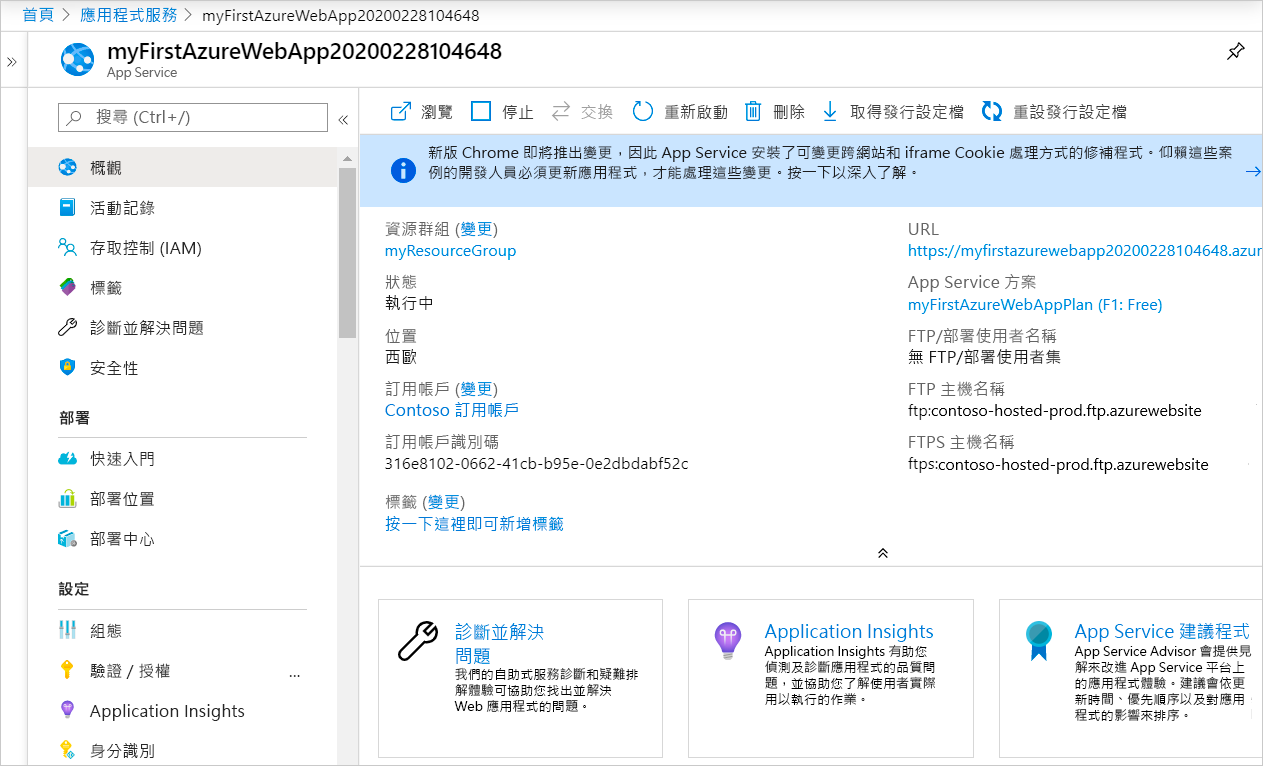 首頁 > 應用程式服務 > myFirstAzureWebApp20200228104648
myFirstAzureWebApp20200228104648
App Service
搜尋 (Ctrl+/)
概觀
活動記錄
存取控制 (IAM)
標籤
診斷並解決問題
安全性
部署
快速入門
部署位置
部署中心
設定
組態
驗證 / 授權
...
Application Insights
身分識別
瀏覽 停止 交換 重新啟動 刪除 取得發行設定檔 重設發行設定檔
新版 Chrome 即將推出變更，因此 App Service 安裝了可變更跨網站和 iframe Cookie 處理方式的修補程式。仰賴這些案
例的開發人員必須更新應用程式，才能處理這些變更。按一下以深入了解。
資源群組 (變更)
myResourceGroup
狀態
執行中
位置
西歐
訂用帳戶 (變更)
Contoso 訂用帳戶
訂用帳戶識別碼
316e8102-0662-41cb-b95e-0e2dbdabf52c
標籤 (變更)
按一下這裡即可新增標籤
URL
https://myfirstazurewebapp20200228104648.azur
App Service 方案
myFirstAzureWebAppPlan (F1: Free)
FTP/部署使用者名稱
無 FTP/部署使用者集
FTP 主機名稱
ftp:contoso-hosted-prod.ftp.azurewebsite
FTPS 主機名稱
ftps:contoso-hosted-prod.ftp.azurewebsite
診斷並解決
問題
我們的自助式服務診斷和疑難排
解體驗可協助您找出並解決
Web 應用程式的問題。
Application Insights
Application Insights 有助您
偵測及診斷應用程式的品質問
題，並協助您了解使用者實際
用以執行的作業。
App Service 建議程式
App Service Advisor 會提供見
解來改進 App Service 平台上
的應用程式體驗。建議會依更
新時間、優先順序以及對應用
程式的影響來排序。